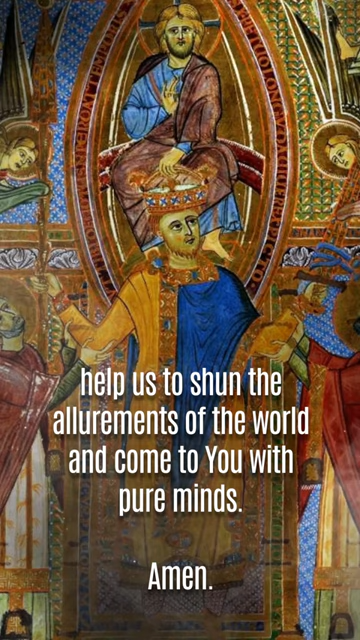 help us to shun the
allurements of the world
and come to You with
pure minds.
Amen.